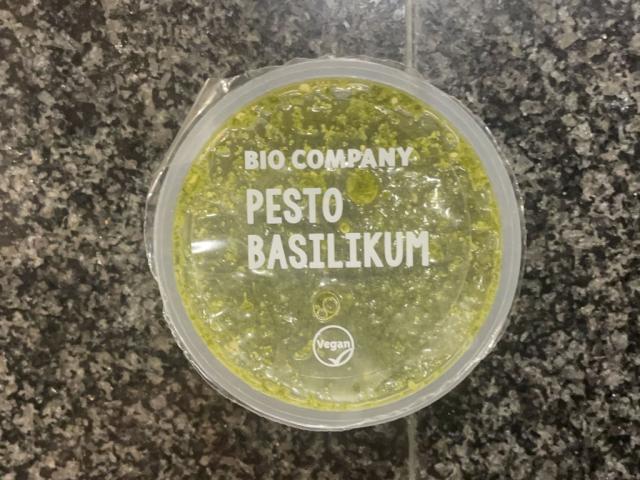 BIO COMPANY
PESTO
BASILIKUM
Vegan